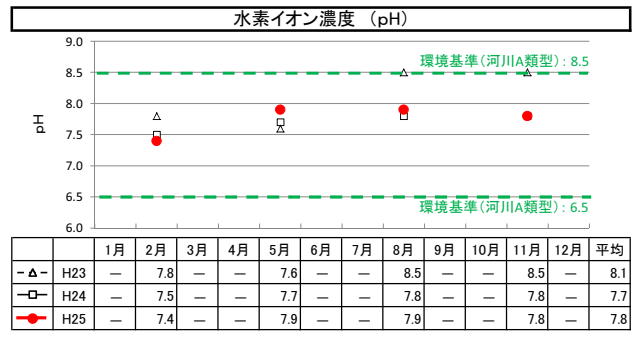 水素イオン濃度 （pH）
9.0
環境基準（河川A類型）: 8.5
8.5
8.0
pH
7.5
7.0
6.5
環境基準（河川A類型）: 6.5
6.0
1月 2月 3月 4月 5月 6月 7月 8月 9月 10月 11月 12月 平均
H23 ― 7.8 ― ― 7.6 ― ― 8.5 ― ― 8.5 ― 8.1
H24 ― 7.5 ― ― 7.7 ― ― 7.8 ― ― 7.8 ― 7.7
H25 ― 7.4 ― ― 7.9 ― ― 7.9 ― ― 7.8 ― 7.8